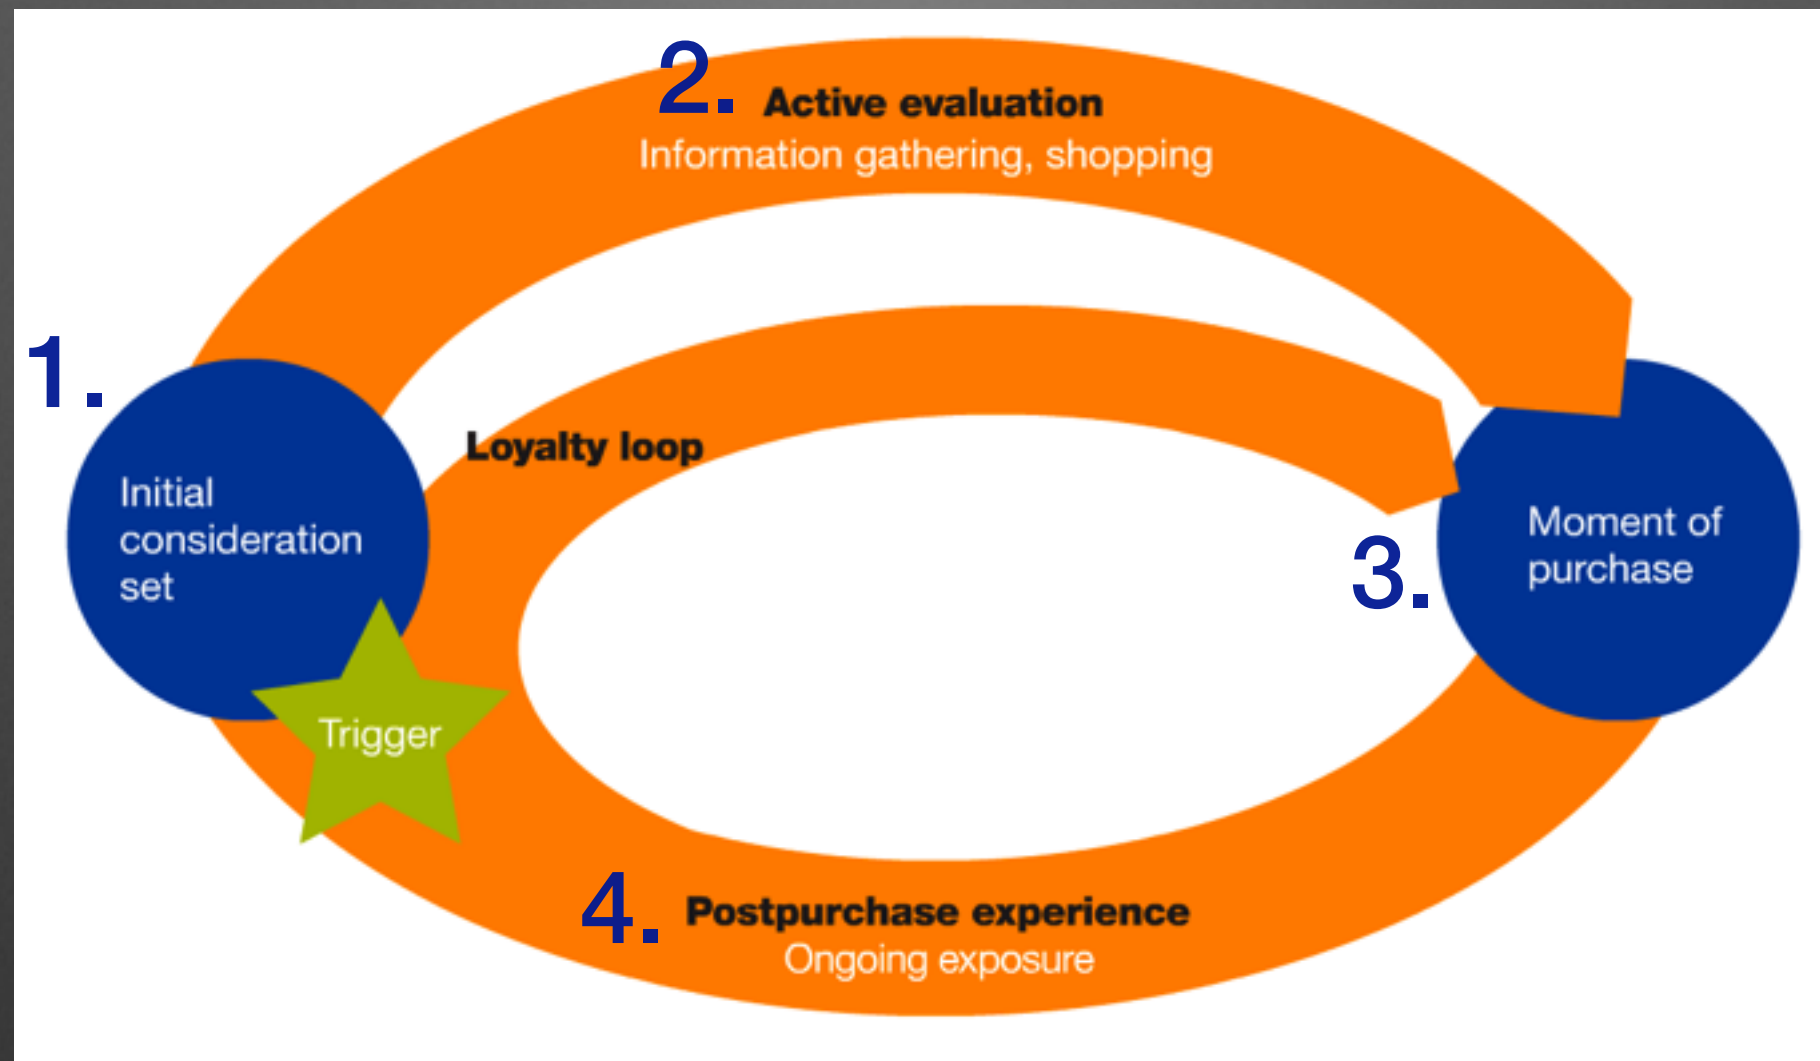 1.
Initial
consideration
set
Trigger
2. Active evaluation
Information gathering, shopping
Loyalty loop
3.
Moment of
purchase
4. Postpurchase experience
Ongoing exposure